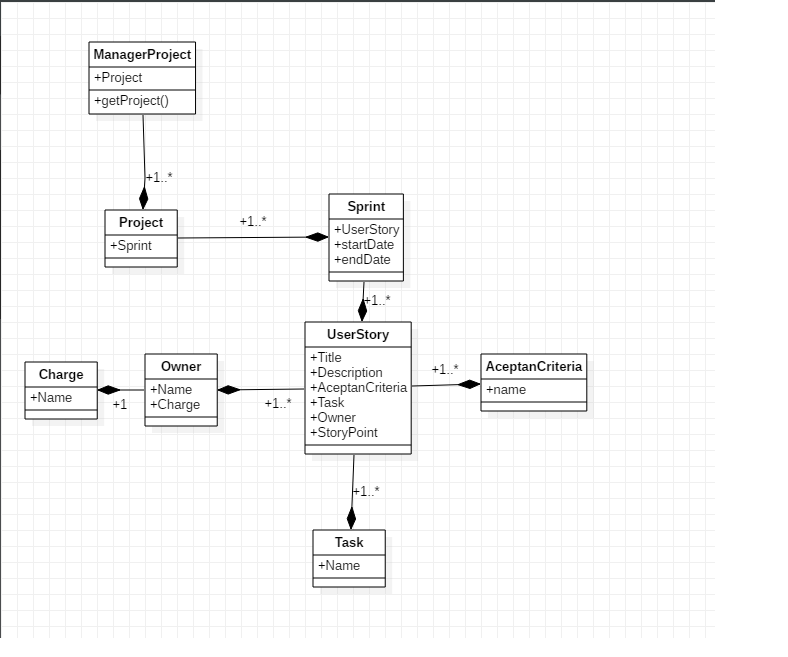 ManagerProject
+Project
+getProject()
+1..*
Project
+Sprint
+1..*
Sprint
+UserStory
+startDate
+endDate
+1..*
UserStory
+Title
+Description
+AceptanCriteria
+Task
+Owner
+StoryPoint
+1..*
AceptanCriteria
+name
+1..*
Owner
+Name
+Charge
+1
Charge
+Name
+1..*
Task
+Name